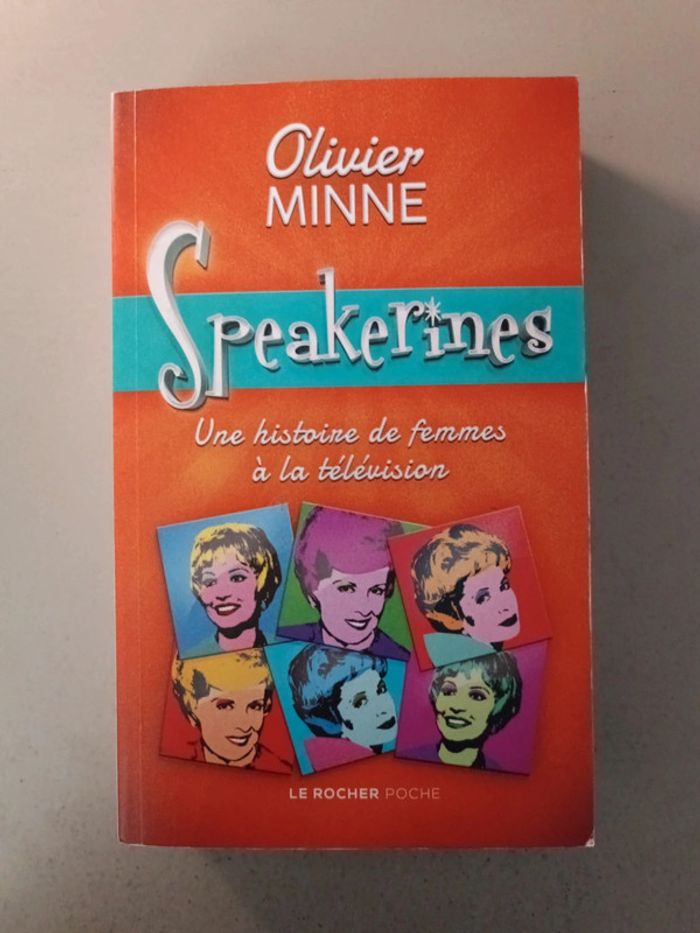 Olivier
MINNE
Speakerines
Une histoire de femmes
à la télévision
LE ROCHER POCHE